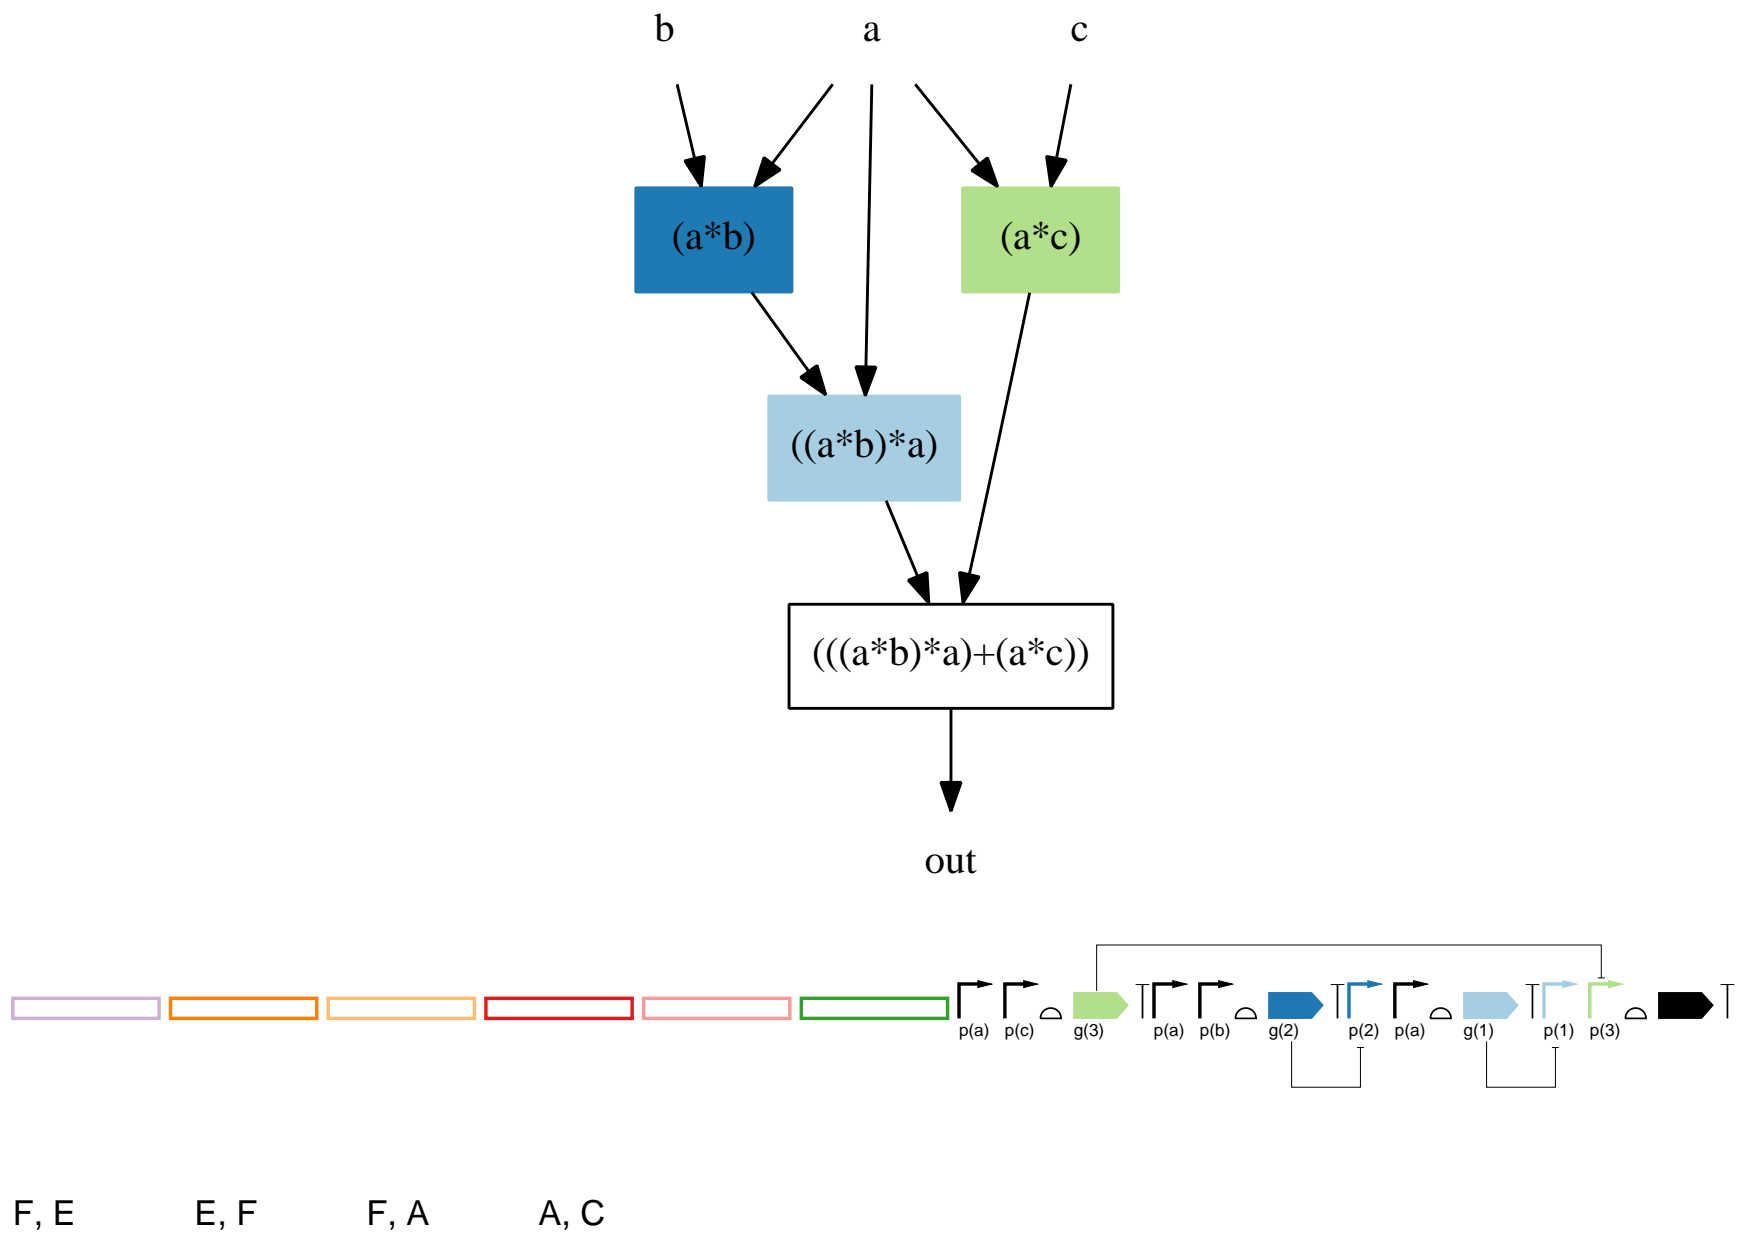 b a c
(a*b) (a*c)
((a*b)*a)
(((a*b)*a)+(a*c))
out
p(a) p(c) g(3) p(a) p(b) g(2) p(2) p(a) g(1) p(1) p(3)
F, E E, F F, A A, C